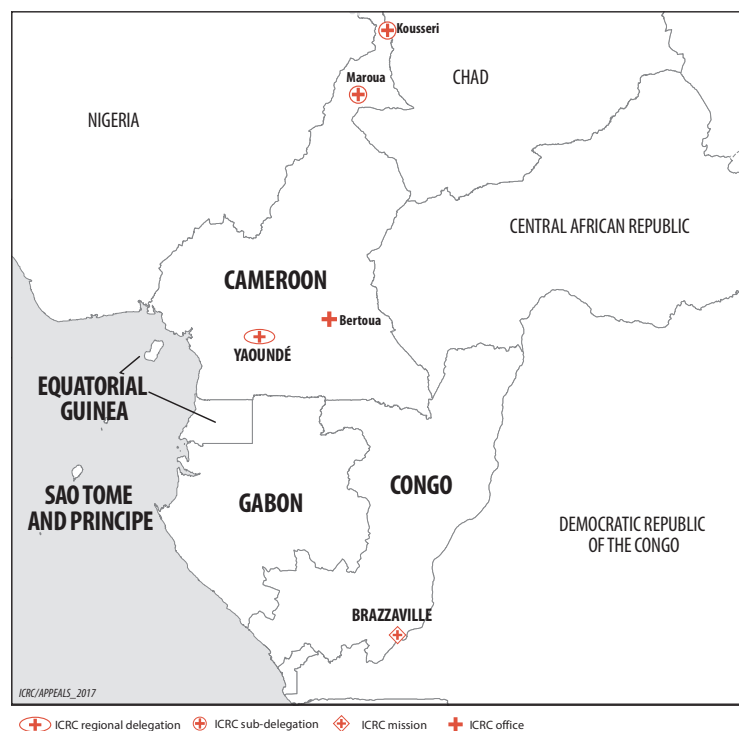 Kousseri
Maroua
CHAD
NIGERIA
CENTRAL AFRICAN REPUBLIC
CAMEROON
Bertoua
YAOUNDÉ
EQUATORIAL
GUINEA
SAO TOME
AND PRINCIPE
GABON
CONGO
DEMOCRATIC REPUBLIC
OF THE CONGO
BRAZZAVILLE
ICRC/APPEALS_2017
ICRC regional delegation ICRC sub-delegation ICRC mission ICRC office